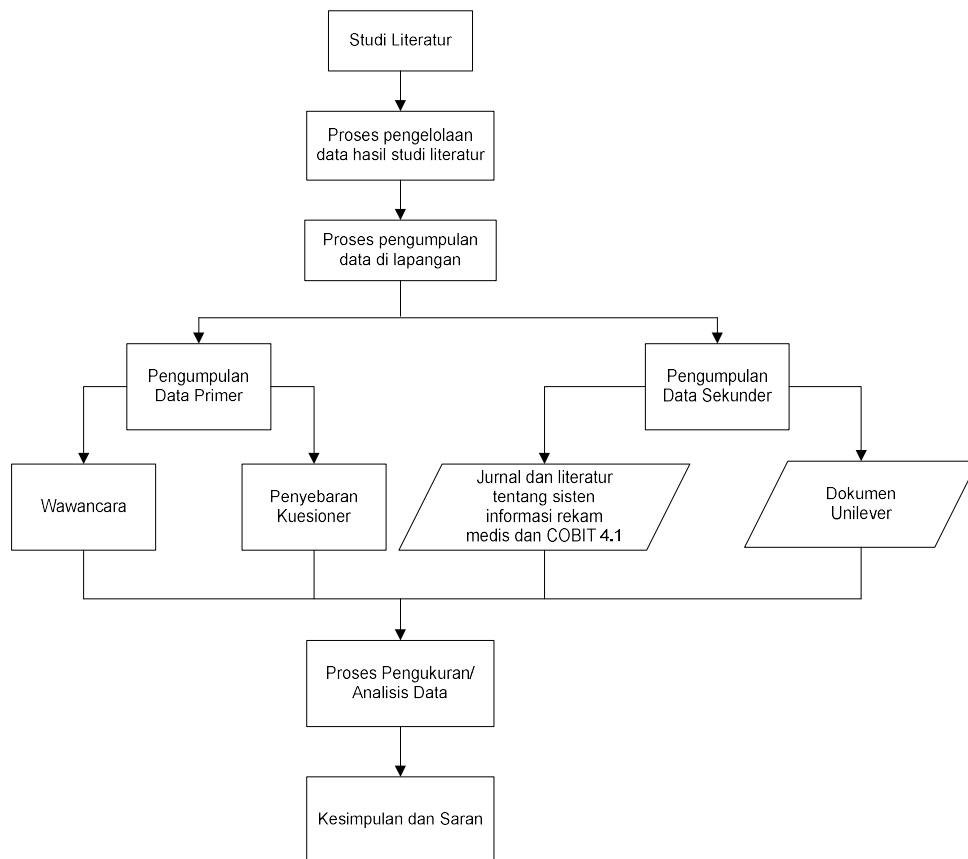 Studi Literatur
Proses pengelolaan
data hasil studi literatur
Proses pengumpulan
data di lapangan
Pengumpulan
Data Primer
Pengumpulan
Data Sekunder
Wawancara
Penyebaran
Kuesioner
Jurnal dan literatur
tentang sisten
informasi rekam
medis dan COBIT 4.1
Dokumen
Unilever
Proses Pengukuran/
Analisis Data
Kesimpulan dan Saran